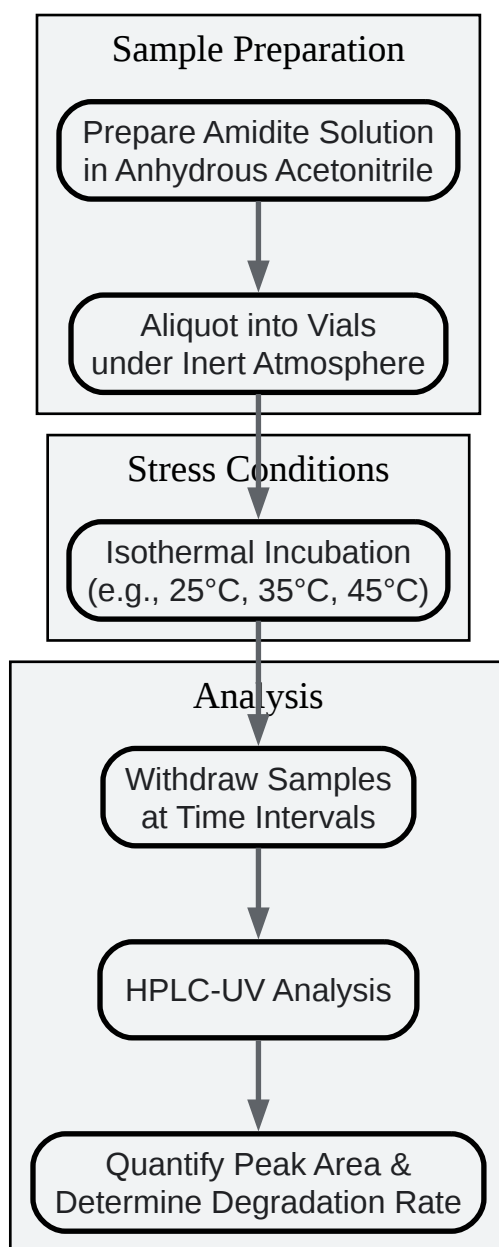 Sample Preparation
Prepare Amidite Solution
in Anhydrous Acetonitrile
Aliquot into Vials
under Inert Atmosphere
Stress Conditions
Isothermal Incubation
(e.g., 25°C, 35°C, 45°C)
Analysis
Withdraw Samples
at Time Intervals
HPLC-UV Analysis
Quantify Peak Area &
Determine Degradation Rate